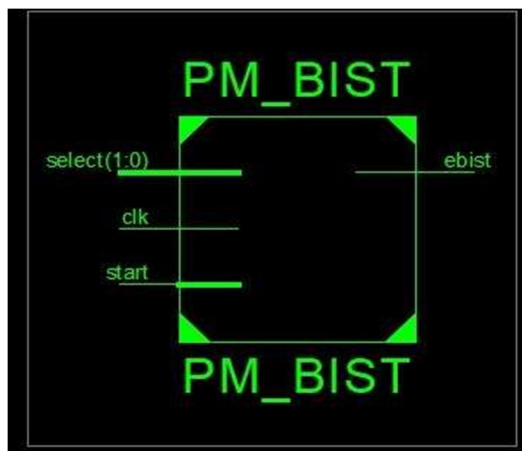 PM_BIST
select(1:0)
ebist
clk
start
PM_BIST